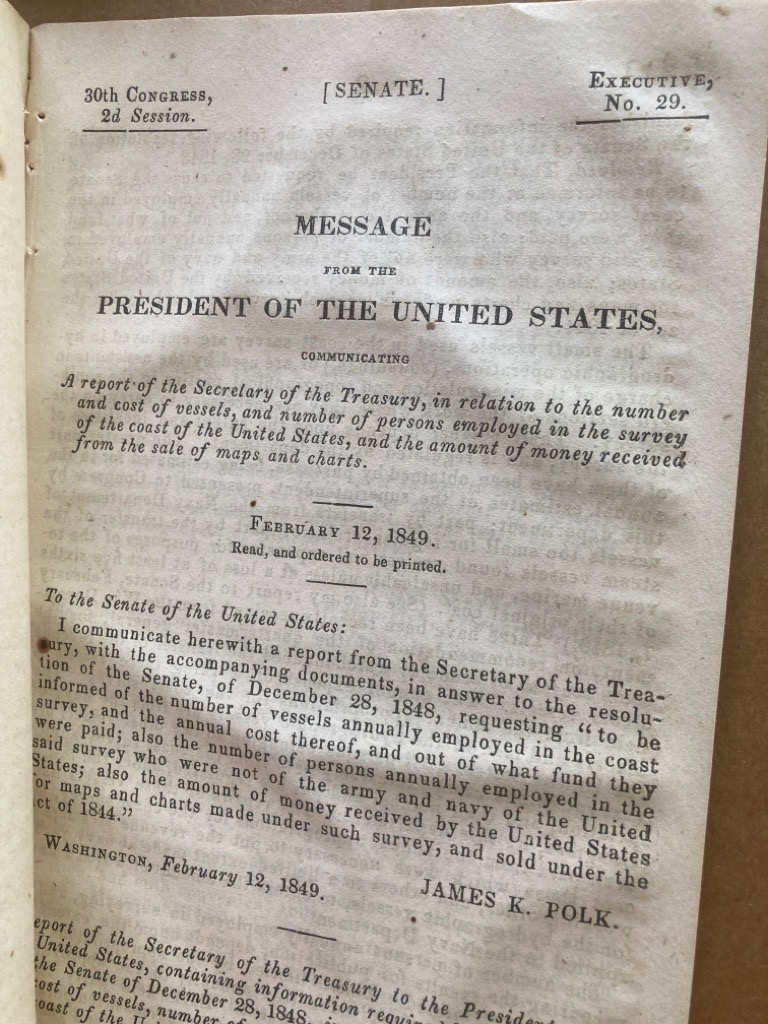 30th CONGRESS,
2d Session.
[SENATE.]
EXECUTIVE,
No. 29.
MESSAGE
FROM THE
PRESIDENT OF THE UNITED STATES,
COMMUNICATING
A report of the Secretary of the Treasury, in relation to the number
and cost of vessels, and number of persons employed in the survey
of the coast of the United States, and the amount of money received
from the sale of maps and charts.
FEBRUARY 12, 1849.
Read, and ordered to be printed.
To the Senate of the United States:
I communicate herewith a report from the Secretary of the Trea-
ury, with the accompanying documents, in answer to the resolu-
tion of the Senate, of December 28, 1848, requesting "to be
informed of the number of vessels annually employed in the coast
survey, and the annual cost thereof, and out of what fund they
were paid; also the number of persons annually employed in the
said survey who were not of the army and navy of the United
States; also the amount of money received by the United States
or maps and charts made under such survey, and sold under the
ct of 1844."
JAMES K. POLK.
WASHINGTON, February 12, 1849.
eport of the Secretary of the Treasury to the President
United States, containing information
the Senate of December 28, 1848,
cost of vessels, number of
oast of the